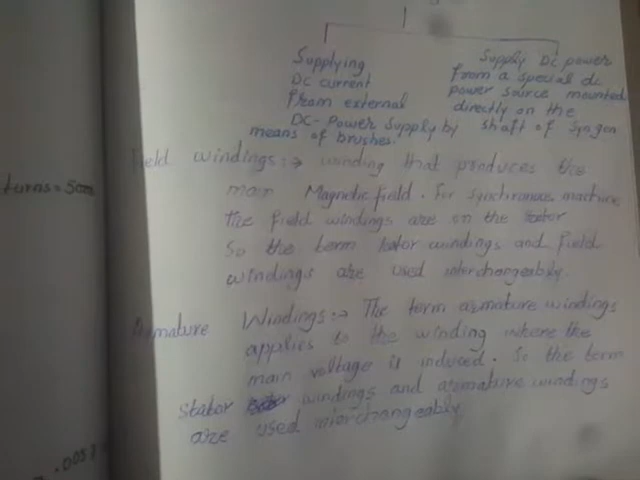 Supplying
DC current
from external
DC-Power Supply by
means of brushes.
Supply DC power
from a special dc
power source mounted
directly on the
shaft of Syn gen
Field windings:→ winding that produces the
main Magnetic field. For synchronous machine
the field windings are on the rotor
So the term rotor windings and field
windings are used interchangeably.
Armature Windings:→ The term armature windings
applies to the winding where the
main voltage is induced. So the term
Stator windings and armature windings
are used interchangeably
turns = 5cm
.0057